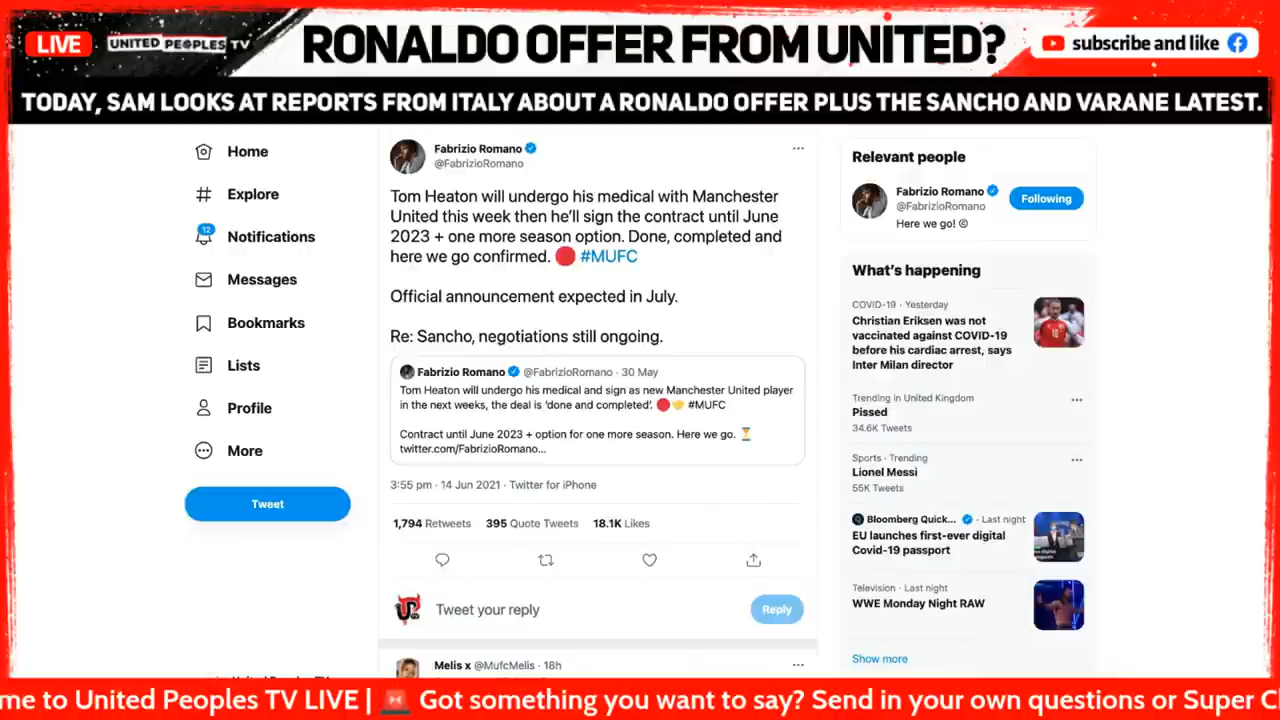 LIVE
UNITED PEOPLES TV
RONALDO OFFER FROM UNITED?
subscribe and like
TODAY, SAM LOOKS AT REPORTS FROM ITALY ABOUT A RONALDO OFFER PLUS THE SANCHO AND VARANE LATEST.
Home
Explore
12
Notifications
Messages
Bookmarks
Lists
Profile
More
Tweet
Fabrizio Romano
@FabrizioRomano
Tom Heaton will undergo his medical with Manchester
United this week then he'll sign the contract until June
2023 + one more season option. Done, completed and
here we go confirmed. 🔴 #MUFC
Official announcement expected in July.
Re: Sancho, negotiations still ongoing.
Fabrizio Romano @FabrizioRomano · 30 May
Tom Heaton will undergo his medical and sign as new Manchester United player
in the next weeks, the deal is 'done and completed'. 🔴🤝 #MUFC
Contract until June 2023 + option for one more season. Here we go. ⏳
twitter.com/FabrizioRomano...
3:55 pm · 14 Jun 2021 · Twitter for iPhone
1,794 Retweets 395 Quote Tweets 18.1K Likes
Tweet your reply
Reply
Melis x @MufcMelis · 18h
Relevant people
Fabrizio Romano
@FabrizioRomano
Following
Here we go! ©
What's happening
COVID-19 · Yesterday
Christian Eriksen was not
vaccinated against COVID-19
before his cardiac arrest, says
Inter Milan director
Trending in United Kingdom
Pissed
34.6K Tweets
Sports · Trending
Lionel Messi
55K Tweets
Bloomberg Quick... · Last night
EU launches first-ever digital
Covid-19 passport
Television · Last night
WWE Monday Night RAW
Show more
me to United Peoples TV LIVE | 🚨 Got something you want to say? Send in your own questions or Super C